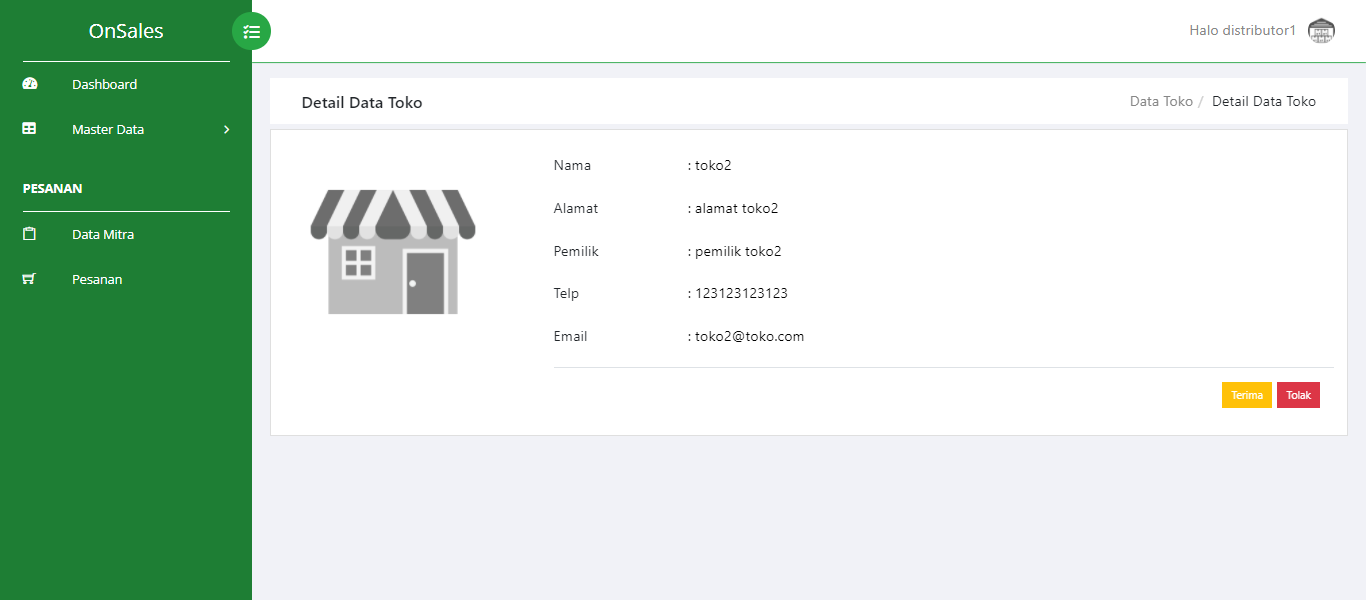 OnSales
Halo distributor1
Dashboard
Master Data
PESANAN
Data Mitra
Pesanan
Detail Data Toko
Data Toko / Detail Data Toko
Nama : toko2
Alamat : alamat toko2
Pemilik : pemilik toko2
Telp : 123123123123
Email : toko2@toko.com
Terima Tolak